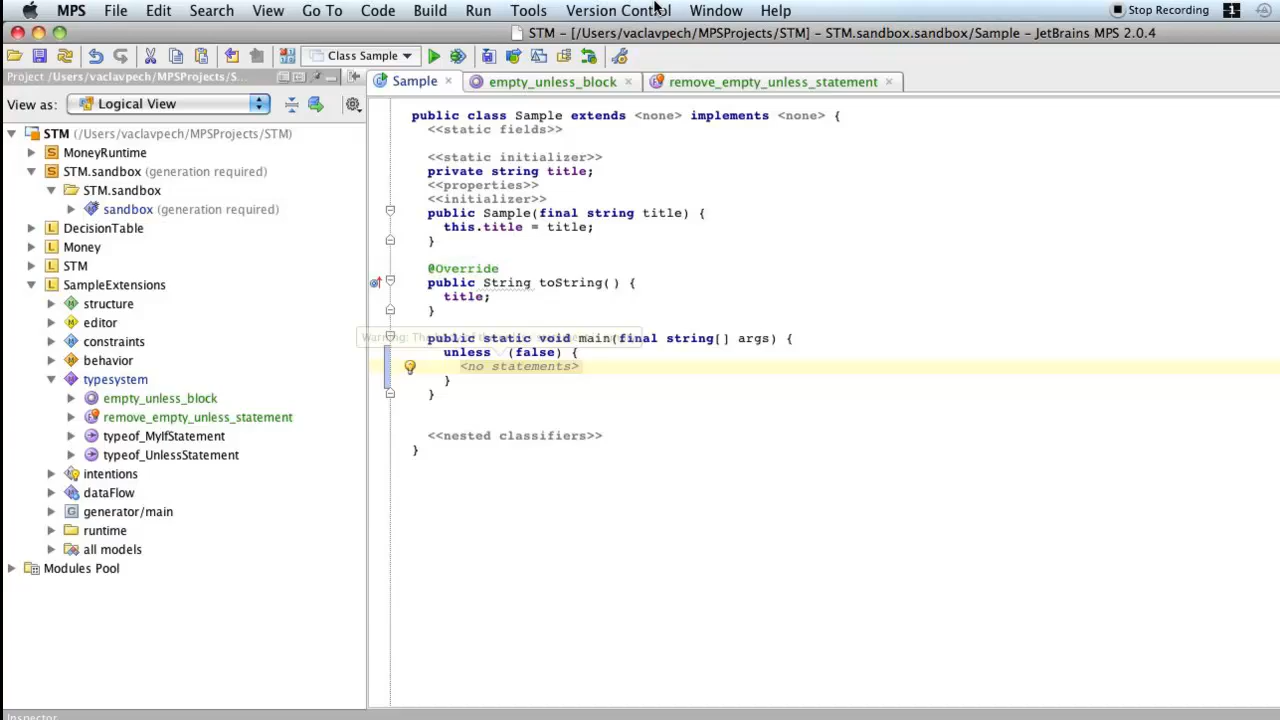 MPS File Edit Search View Go To Code Build Run Tools Version Control Window Help Stop Recording 1
STM - [/Users/vaclavpech/MPSProjects/STM] - STM.sandbox.sandbox/Sample - JetBrains MPS 2.0.4
Class Sample
Project /Users/vaclavpech/MPSProjects/S...
Sample empty_unless_block remove_empty_unless_statement
View as: Logical View
STM (/Users/vaclavpech/MPSProjects/STM)
MoneyRuntime
STM.sandbox (generation required)
STM.sandbox
sandbox (generation required)
DecisionTable
Money
STM
SampleExtensions
structure
editor
constraints
behavior
typesystem
empty_unless_block
remove_empty_unless_statement
typeof_MyIfStatement
typeof_UnlessStatement
intentions
dataFlow
generator/main
runtime
all models
Modules Pool
public class Sample extends <none> implements <none> {
<<static fields>>
<<static initializer>>
private string title;
<<properties>>
<<initializer>>
public Sample(final string title) {
this.title = title;
}
@Override
public String toString() {
title;
}
Warning: The
public static void main(final string[] args) {
unless (false) {
<no statements>
}
}
<<nested classifiers>>
}
Inspector